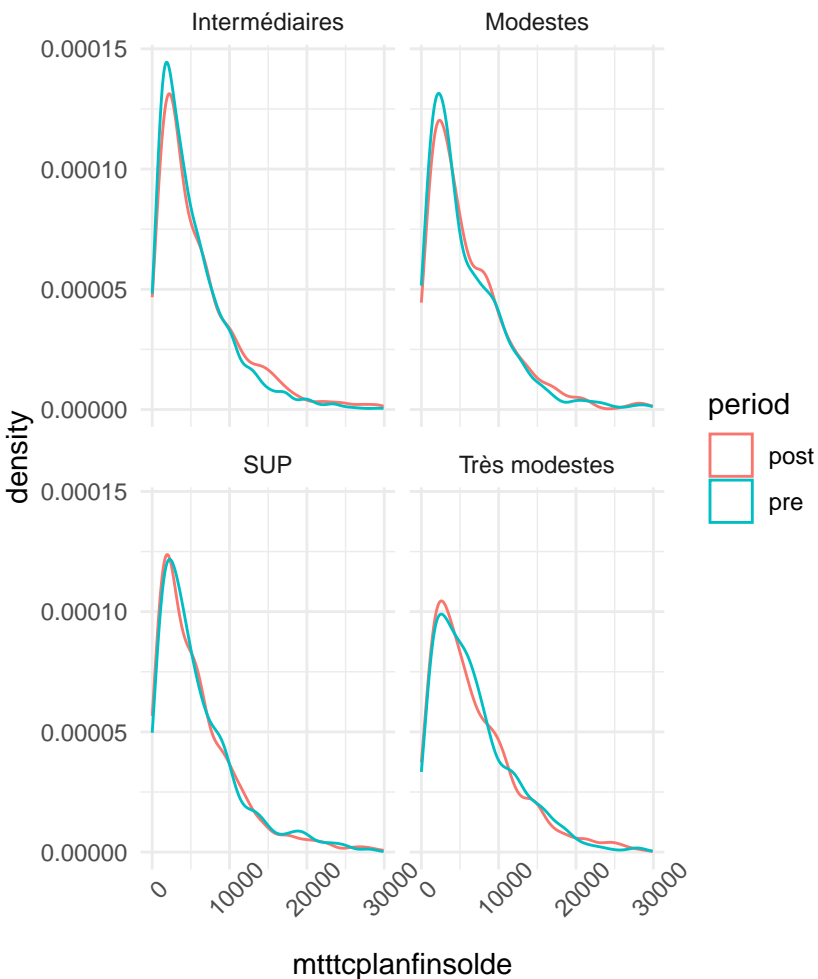 Intermédiaires
Modestes
0.00015
0.00010
0.00005
0.00000
SUP
Très modestes
0.00015
0.00010
0.00005
0.00000
density
0
10000
20000
30000
0
10000
20000
30000
mtttcplanfinsolde
period
post
pre